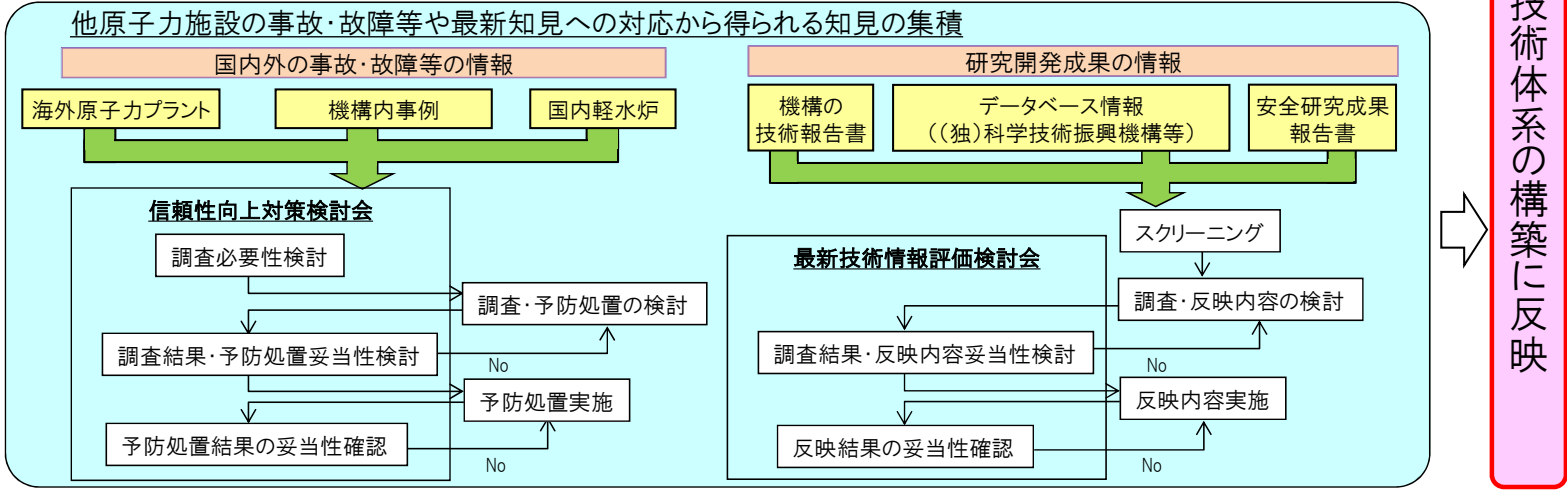 他原子力施設の事故･故障等や最新知見への対応から得られる知見の集積
国内外の事故･故障等の情報
海外原子力プラント
機構内事例
国内軽水炉
信頼性向上対策検討会
調査必要性検討
調査･予防処置の検討
調査結果･予防処置妥当性検討
No
予防処置実施
予防処置結果の妥当性確認
No
研究開発成果の情報
機構の
技術報告書
データベース情報
((独)科学技術振興機構等)
安全研究成果
報告書
スクリーニング
最新技術情報評価検討会
調査･反映内容の検討
調査結果･反映内容妥当性検討
No
反映内容実施
反映結果の妥当性確認
No
技術体系の構築に反映